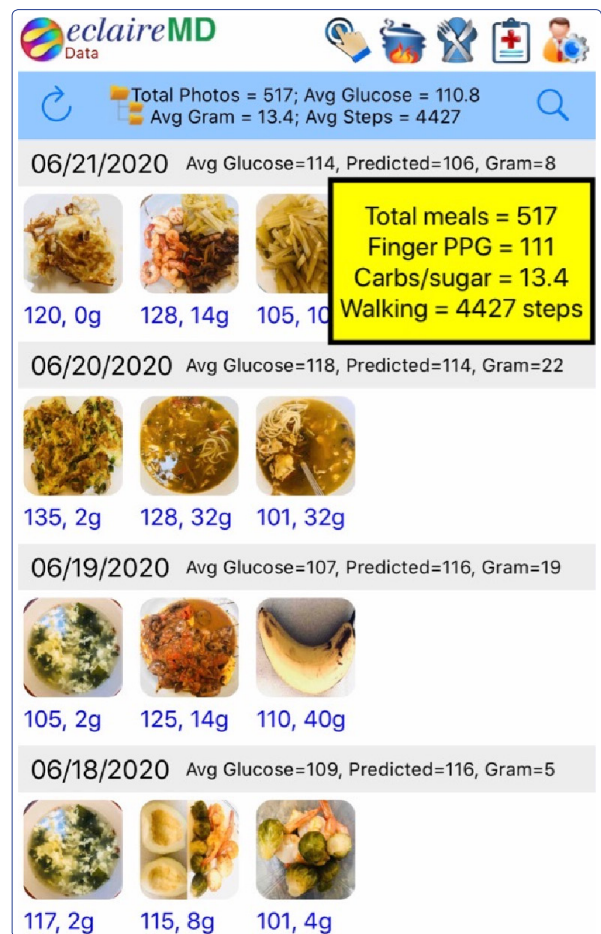 eclaireMD
Data
Total Photos = 517; Avg Glucose = 110.8
Avg Gram = 13.4; Avg Steps = 4427
06/21/2020 Avg Glucose=114, Predicted=106, Gram=8
Total meals = 517
Finger PPG = 111
Carbs/sugar = 13.4
Walking = 4427 steps
120, 0g 128, 14g 105, 10
06/20/2020 Avg Glucose=118, Predicted=114, Gram=22
135, 2g 128, 32g 101, 32g
06/19/2020 Avg Glucose=107, Predicted=116, Gram=19
105, 2g 125, 14g 110, 40g
06/18/2020 Avg Glucose=109, Predicted=116, Gram=5
117, 2g 115, 8g 101, 4g